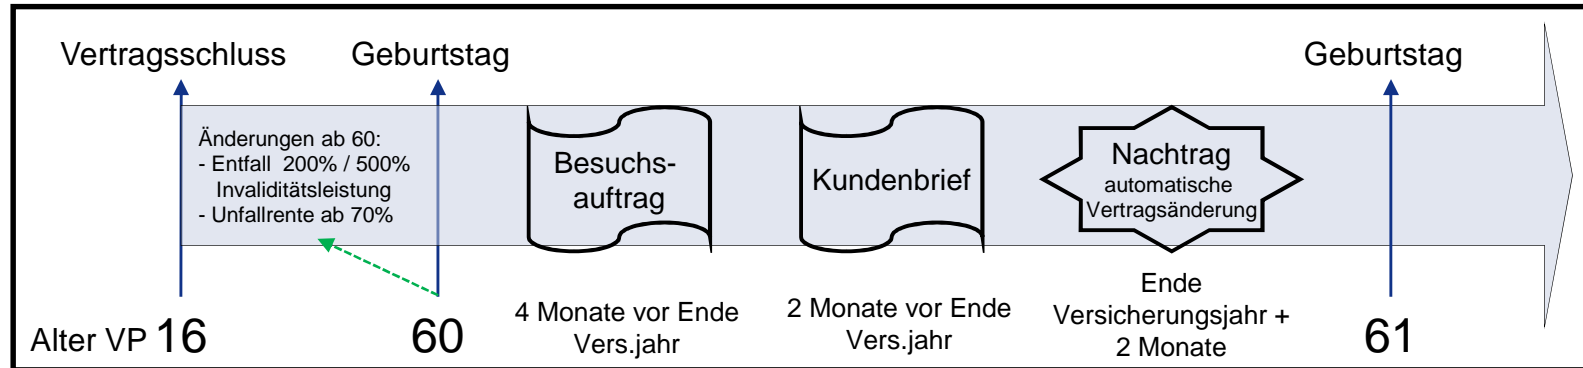 Vertragsschluss
Geburtstag
Geburtstag
Änderungen ab 60:
- Entfall 200% / 500%
Invaliditätsleistung
- Unfallrente ab 70%
Besuchs-
auftrag
Kundenbrief
Nachtrag
automatische
Vertragsänderung
Alter VP 16
60
4 Monate vor Ende
Vers.jahr
2 Monate vor Ende
Vers.jahr
Ende
Versicherungsjahr +
2 Monate
61